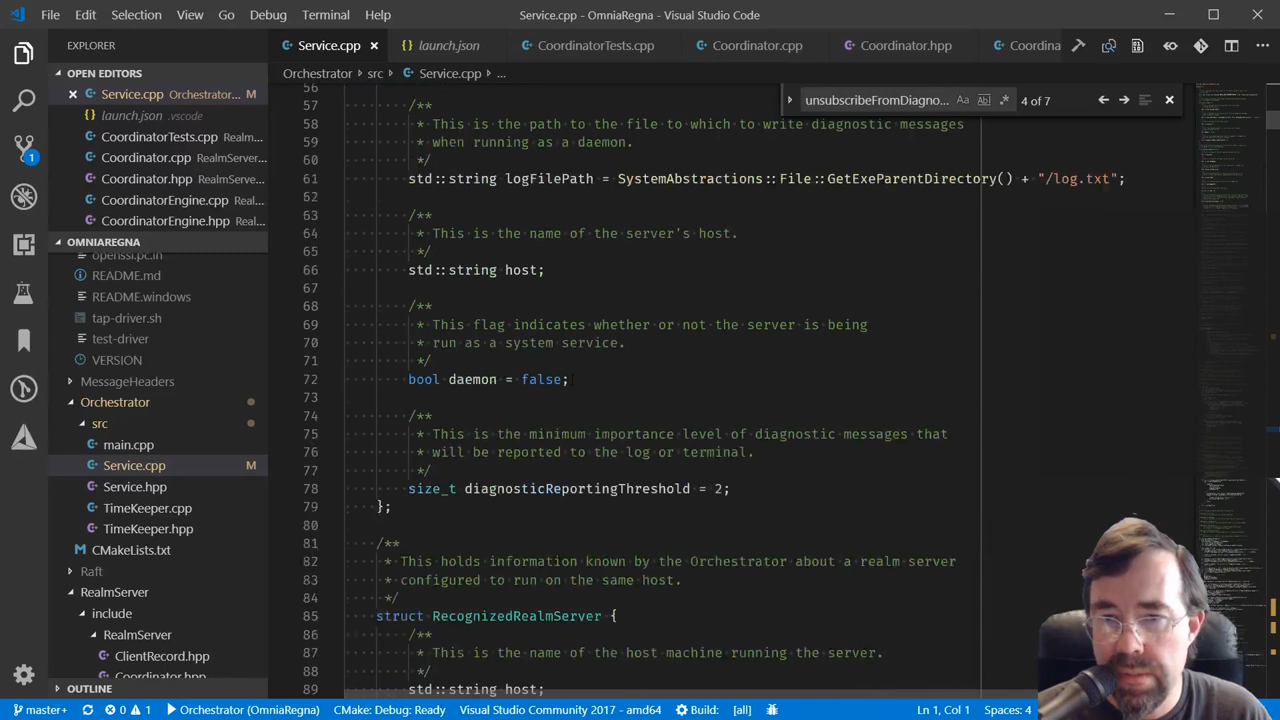 File Edit Selection View Go Debug Terminal Help Service.cpp - OmniaRegna - Visual Studio Code
EXPLORER
Service.cpp launch.json CoordinatorTests.cpp Coordinator.cpp Coordinator.hpp Coordina
OPEN EDITORS
Orchestrator › src › Service.cpp › ...
Service.cpp Orchestrator... M
launch.json .vscode
CoordinatorTests.cpp Realm...
Coordinator.cpp RealmServer...
Coordinator.hpp RealmServe...
CoordinatorEngine.cpp Real...
CoordinatorEngine.hpp Real...
OMNIAREGNA
openssl.pc.in
README.md
README.windows
tap-driver.sh
test-driver
VERSION
MessageHeaders
Orchestrator
src
main.cpp
Service.cpp M
Service.hpp
TimeKeeper.cpp
TimeKeeper.hpp
CMakeLists.txt
Raft
RealmServer
include
RealmServer
ClientRecord.hpp
Coordinator.hpp
OUTLINE
unsubscribeFromDiagno... Aa Abl .* 4 of 7
56
57 /**
58 * This is the path to the file to which to write diagnostic messages
59 * when running as a daemon.
60 */
61 std::string logFilePath = SystemAbstractions::File::GetExeParentDirectory() + "/log.txt";
62
63 /**
64 * This is the name of the server's host.
65 */
66 std::string host;
67
68 /**
69 * This flag indicates whether or not the server is being
70 * run as a system service.
71 */
72 bool daemon = false;
73
74 /**
75 * This is the minimum importance level of diagnostic messages that
76 * will be reported to the log or terminal.
77 */
78 size_t diagnosticReportingThreshold = 2;
79 };
80
81 /**
82 * This holds information known by the Orchestrator about a realm server
83 * configured to run on the same host.
84 */
85 struct RecognizedRealmServer {
86 /**
87 * This is the name of the host machine running the server.
88 */
89 std::string host;
master+ 0 1 Orchestrator (OmniaRegna) CMake: Debug: Ready Visual Studio Community 2017 - amd64 Build: [all] Ln 1, Col 1 Spaces: 4